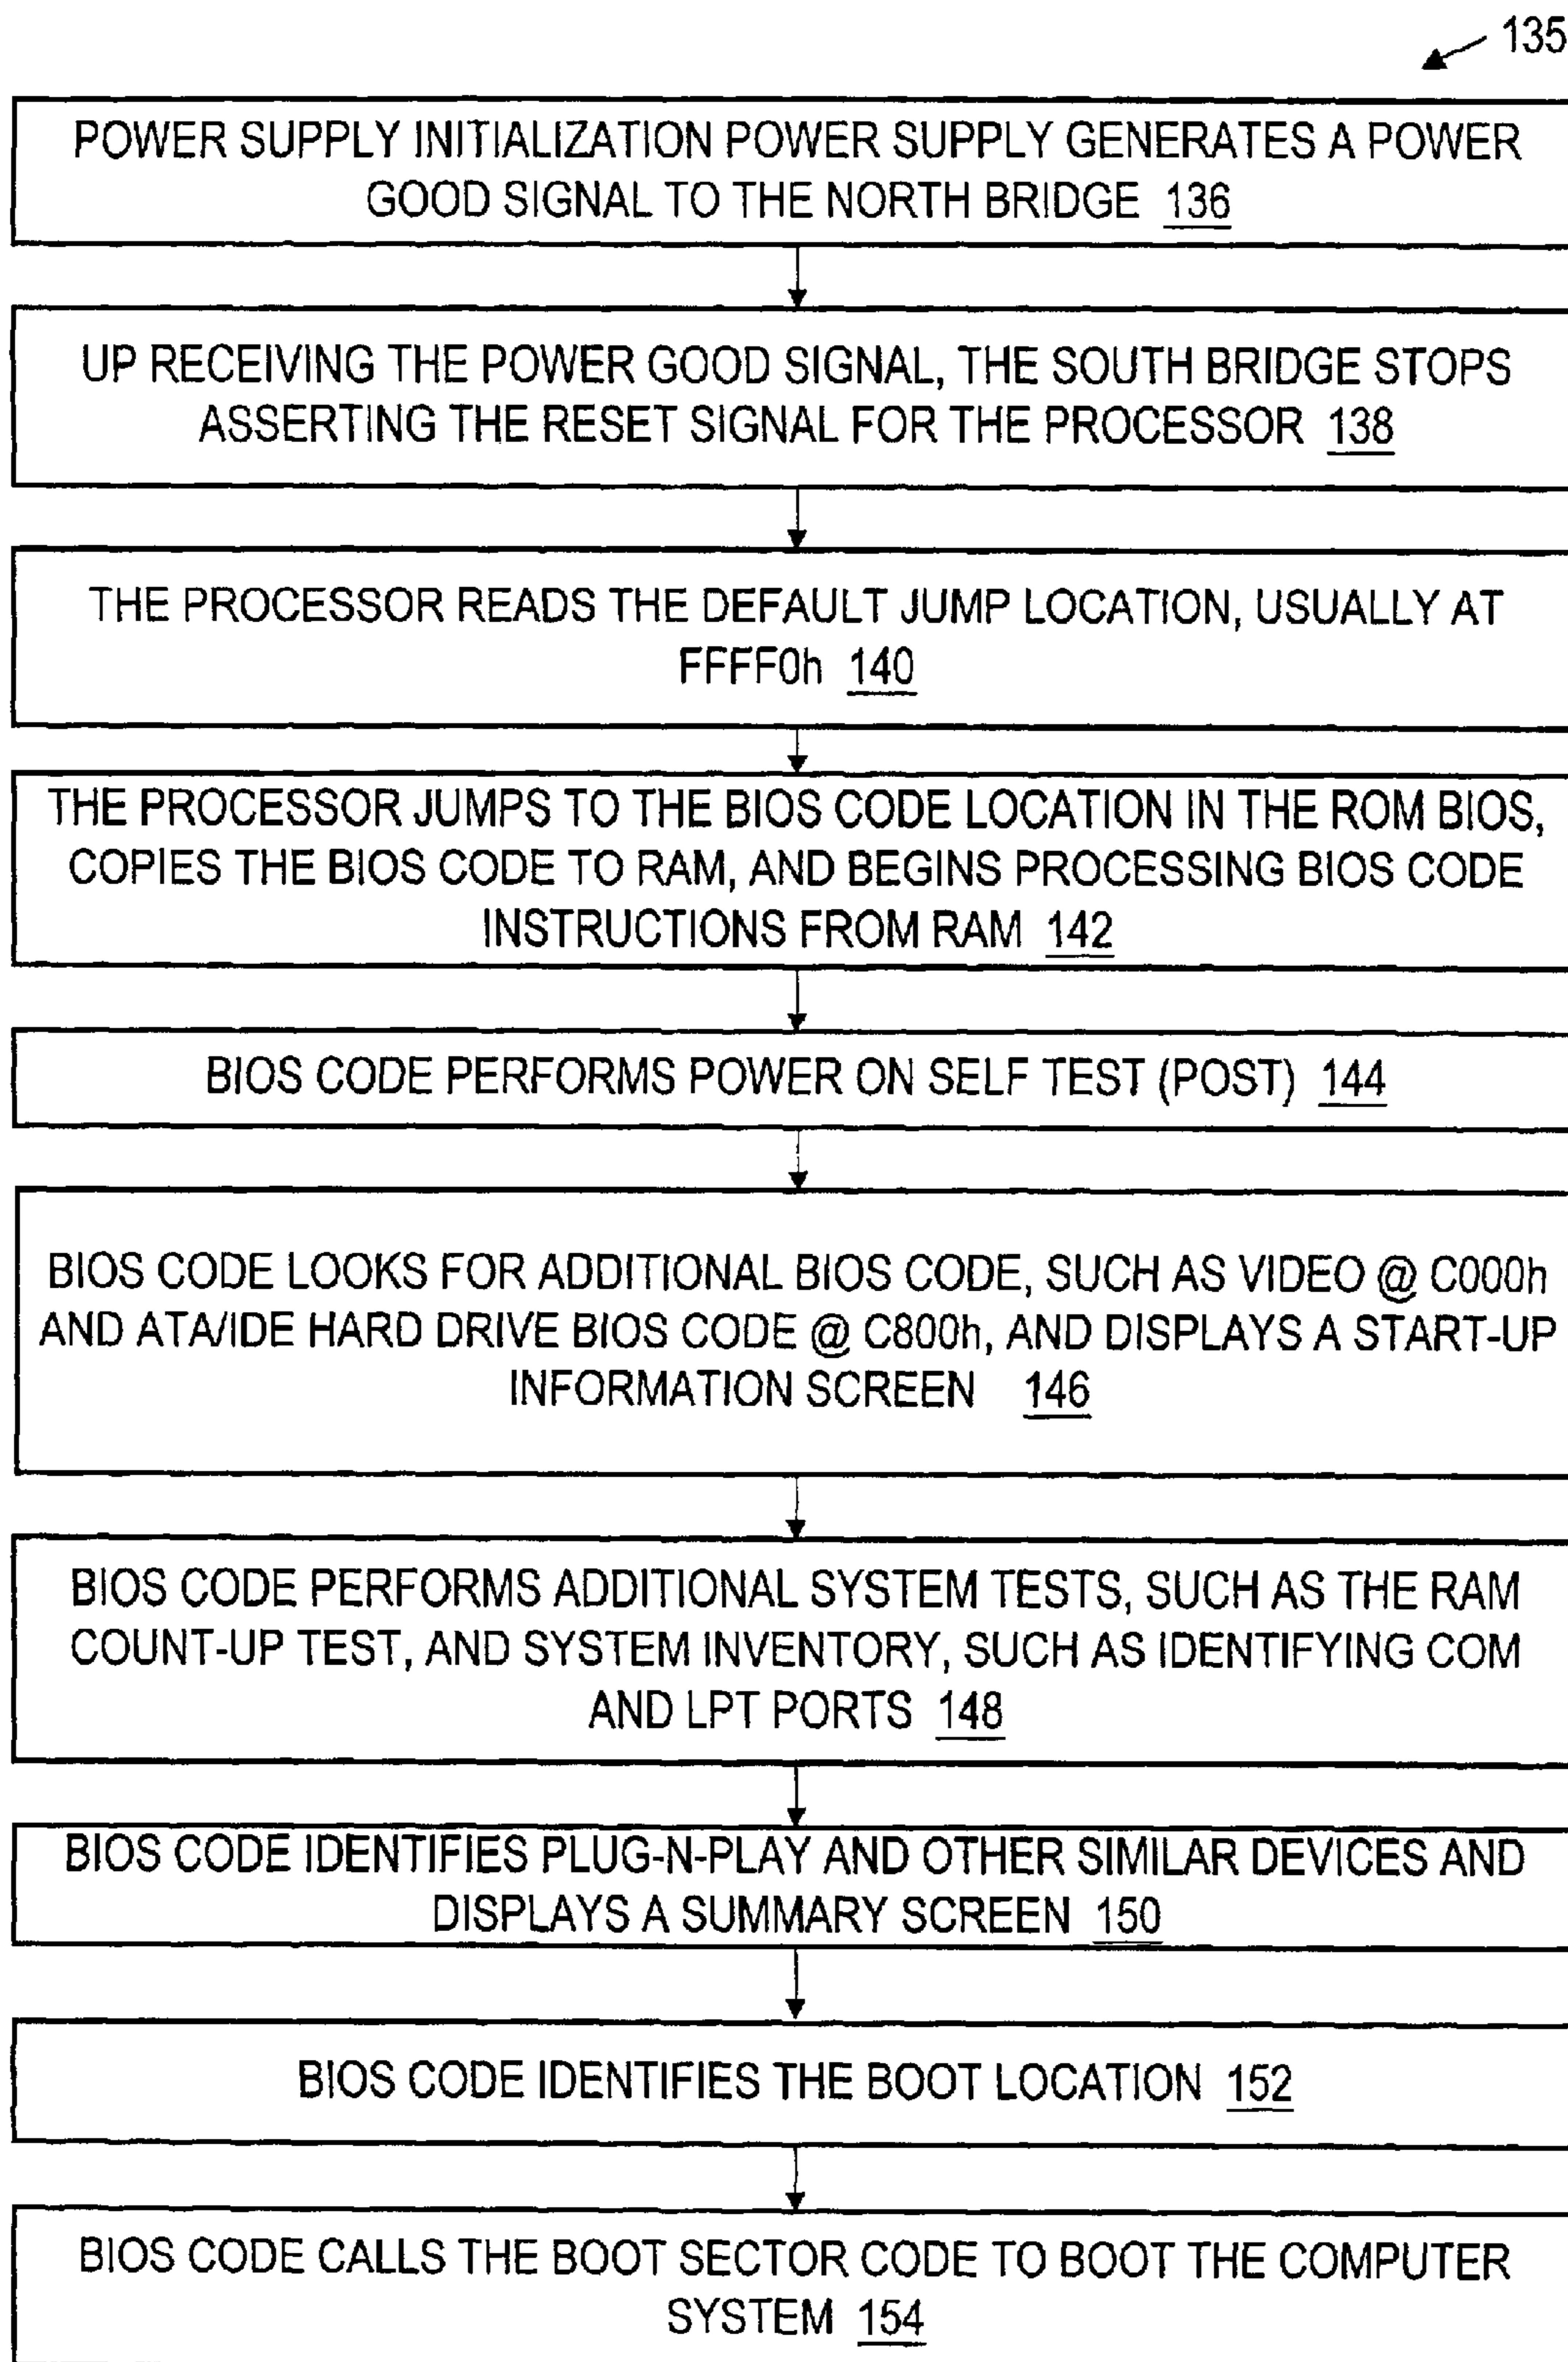 135
POWER SUPPLY INITIALIZATION POWER SUPPLY GENERATES A POWER
GOOD SIGNAL TO THE NORTH BRIDGE 136
UP RECEIVING THE POWER GOOD SIGNAL, THE SOUTH BRIDGE STOPS
ASSERTING THE RESET SIGNAL FOR THE PROCESSOR 138
THE PROCESSOR READS THE DEFAULT JUMP LOCATION, USUALLY AT
FFFF0h 140
THE PROCESSOR JUMPS TO THE BIOS CODE LOCATION IN THE ROM BIOS,
COPIES THE BIOS CODE TO RAM, AND BEGINS PROCESSING BIOS CODE
INSTRUCTIONS FROM RAM 142
BIOS CODE PERFORMS POWER ON SELF TEST (POST) 144
BIOS CODE LOOKS FOR ADDITIONAL BIOS CODE, SUCH AS VIDEO @ C000h
AND ATA/IDE HARD DRIVE BIOS CODE @ C800h, AND DISPLAYS A START-UP
INFORMATION SCREEN 146
BIOS CODE PERFORMS ADDITIONAL SYSTEM TESTS, SUCH AS THE RAM
COUNT-UP TEST, AND SYSTEM INVENTORY, SUCH AS IDENTIFYING COM
AND LPT PORTS 148
BIOS CODE IDENTIFIES PLUG-N-PLAY AND OTHER SIMILAR DEVICES AND
DISPLAYS A SUMMARY SCREEN 150
BIOS CODE IDENTIFIES THE BOOT LOCATION 152
BIOS CODE CALLS THE BOOT SECTOR CODE TO BOOT THE COMPUTER
SYSTEM 154